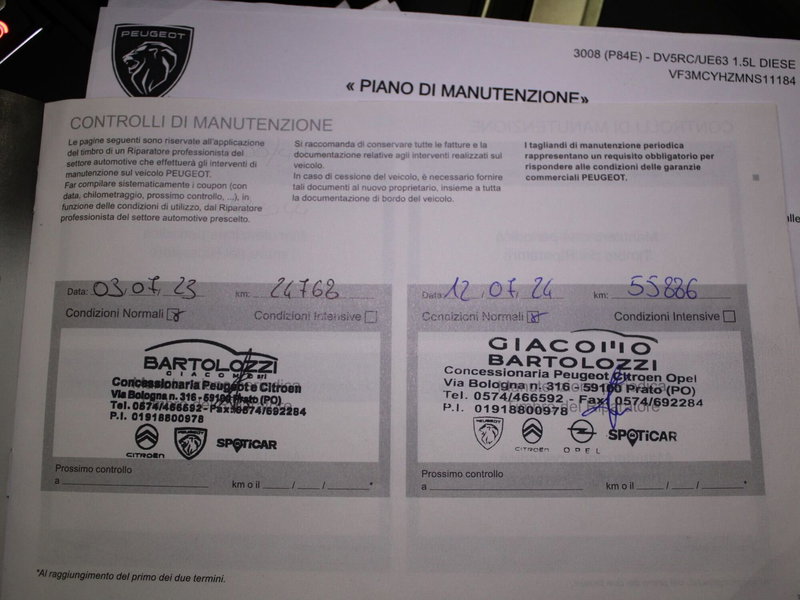 PEUGEOT
3008 (P84E) - DV5RC/UE63 1.5L DIESE
VF3MCYHZMNS11184
« PIANO DI MANUTENZIONE»
CONTROLLI DI MANUTENZIONE
Le pagine seguenti sono riservate all'applicazione
del timbro di un Riparatore professionista del
settore automotive che effettuerà gli interventi di
manutenzione sul veicolo PEUGEOT.
Far compilare sistematicamente i coupon (con
data, chilometraggio, prossimo controllo, ...), in
funzione delle condizioni di utilizzo, dal Riparatore
professionista del settore automotive prescelto.
Si raccomanda di conservare tutte le fatture e la
documentazione relative agli interventi realizzati sul
veicolo.
In caso di cessione del veicolo, è necessario fornire
tali documenti al nuovo proprietario, insieme a tutta
la documentazione di bordo del veicolo.
I tagliandi di manutenzione periodica
rappresentano un requisito obbligatorio per
rispondere alle condizioni delle garanzie
commerciali PEUGEOT.
Data: 03,07,23 km: 24768
Condizioni Normali Condizioni Intensive
BARTOLOZZI
GIACOMO srl
Concessionaria Peugeot e Citroen
Via Bologna n. 316 - 59100 Prato (PO)
Tel. 0574/466592 - Fax 0574/692284
P.I. 01918800978
CITROËN SPOTiCAR
Prossimo controllo
a km o il / / *
Data: 12,07,24 km: 55886
Condizioni Normali Condizioni Intensive
GIACOMO
BARTOLOZZI
Concessionaria Peugeot Citroen Opel
Via Bologna n. 316 - 59100 Prato (PO)
Tel. 0574/466592 - Fax 0574/692284
P.I. 01918800978
CITROËN OPEL SPOTiCAR
Prossimo controllo
a km o il / / *
*Al raggiungimento del primo dei due termini.